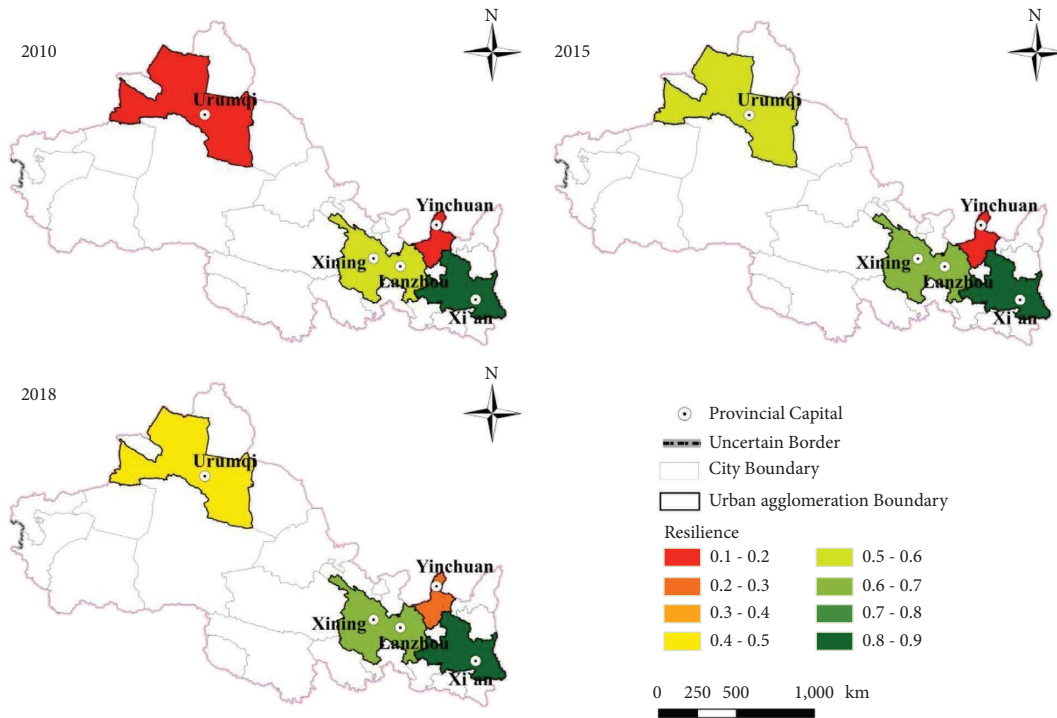 2010
N
Urumqi
Yinchuan
Xining
Lanzhou
Xi'an
2015
N
Urumqi
Yinchuan
Xining
Lanzhou
Xi'an
2018
N
Urumqi
Yinchuan
Xining
Lanzhou
Xi'an
Provincial Capital
Uncertain Border
City Boundary
Urban agglomeration Boundary
Resilience
0.1 - 0.2
0.2 - 0.3
0.3 - 0.4
0.4 - 0.5
0.5 - 0.6
0.6 - 0.7
0.7 - 0.8
0.8 - 0.9
0 250 500 1,000 km